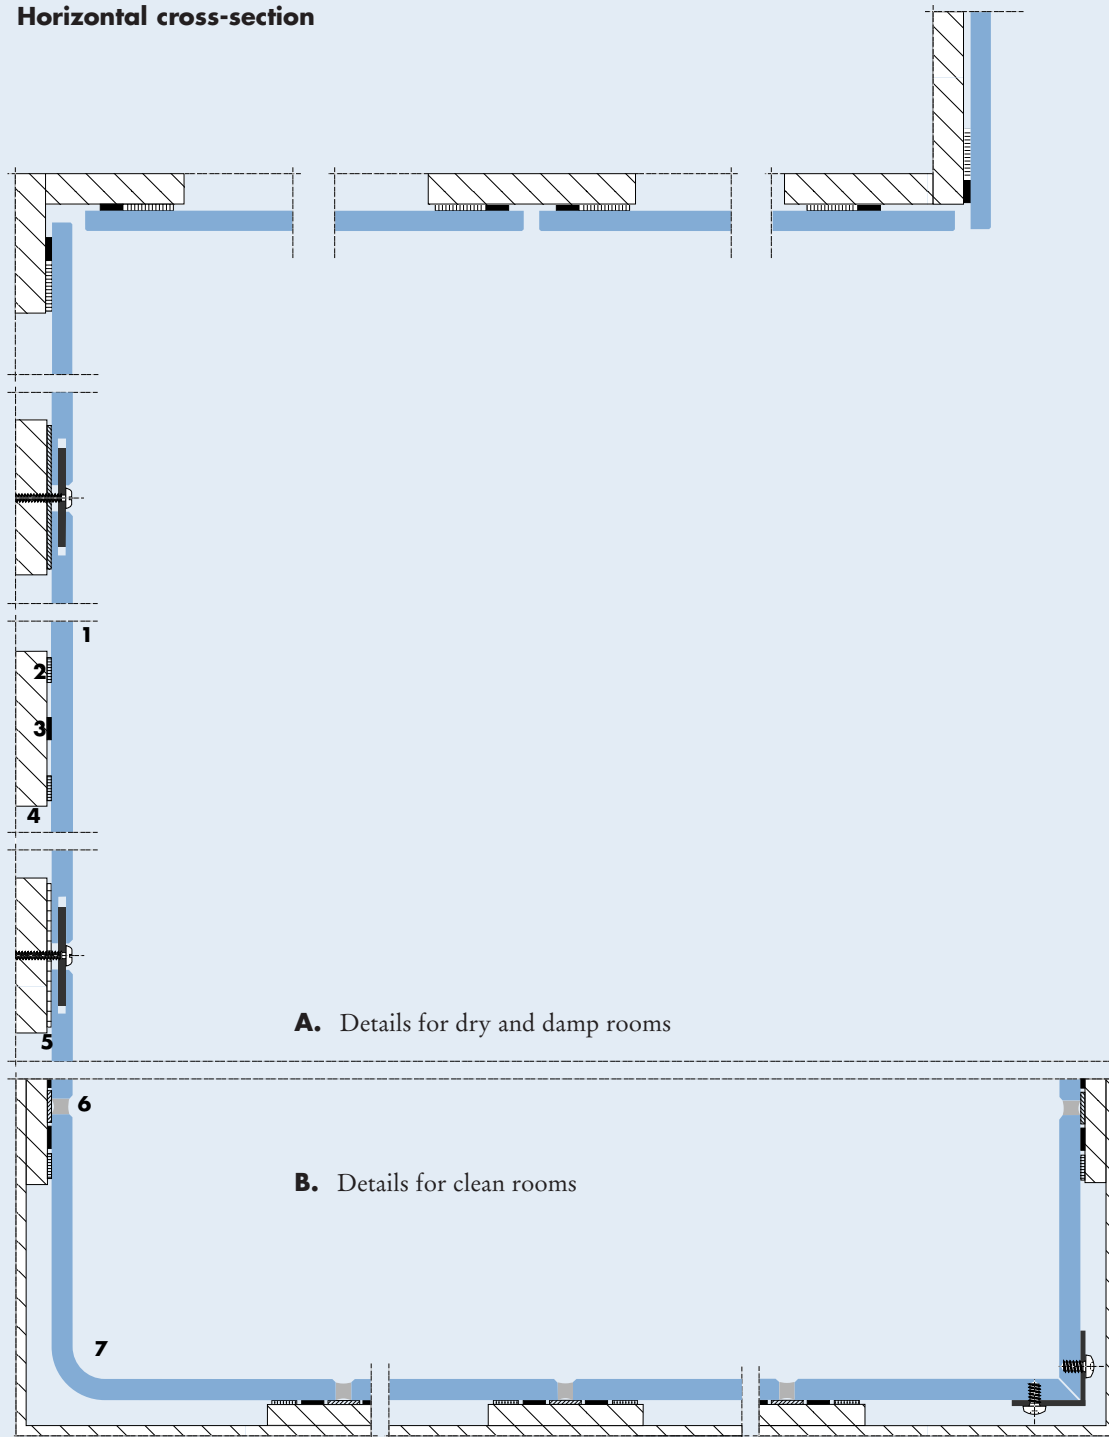 Horizontal cross-section
1
2
3
4
A. Details for dry and damp rooms
5
6
B. Details for clean rooms
7